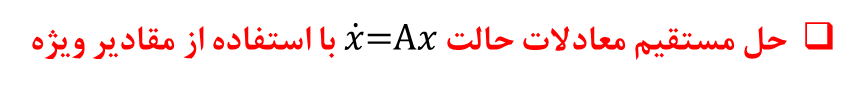 ❑ حل مستقیم معادلات حالت ẋ=Ax با استفاده از مقادیر ویژه